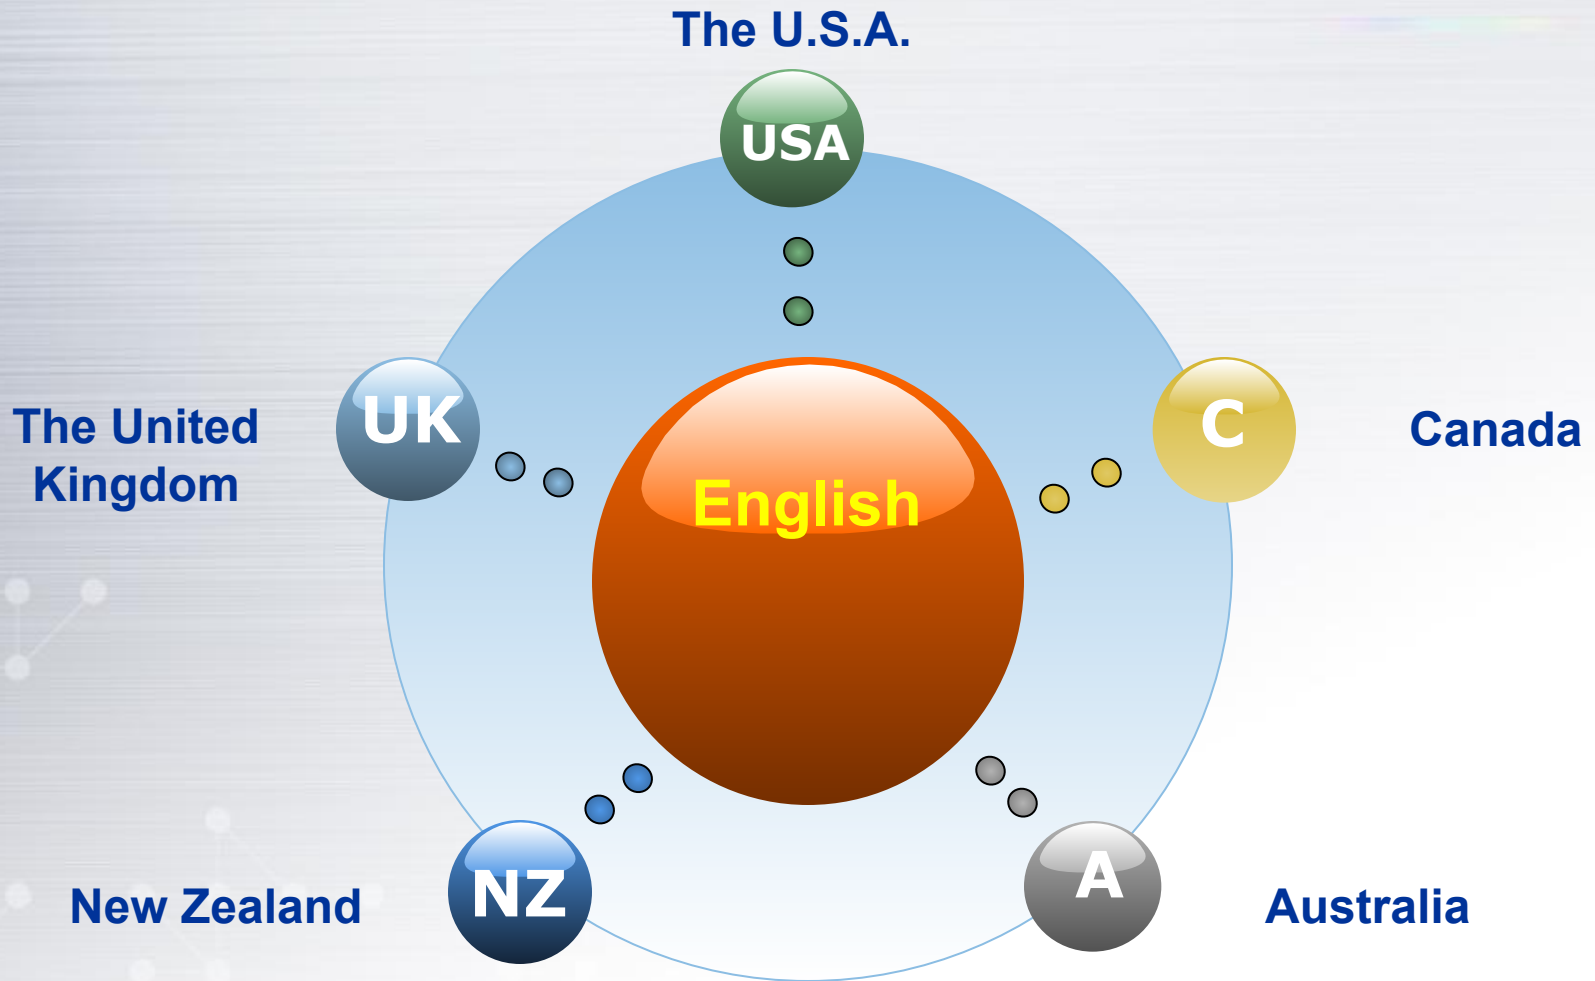 The U.S.A.
USA
The United
Kingdom
UK
C
Canada
English
New Zealand
NZ
A
Australia